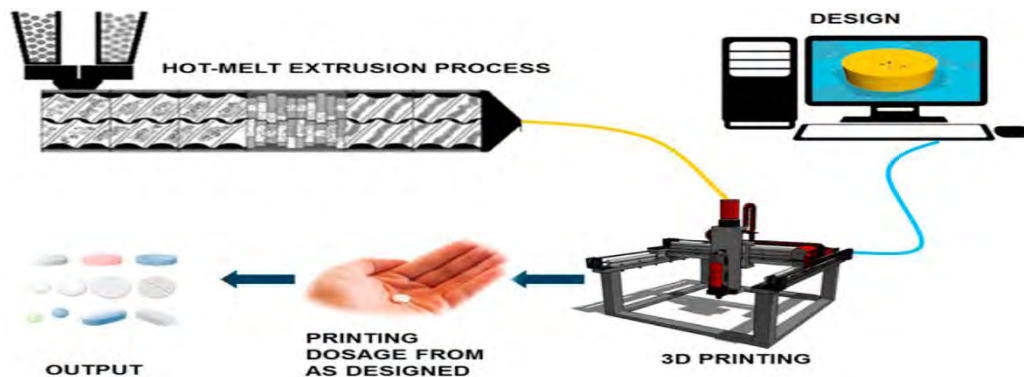 DESIGN
HOT-MELT EXTRUSION PROCESS
PRINTING
DOSAGE FROM
AS DESIGNED
3D PRINTING
OUTPUT